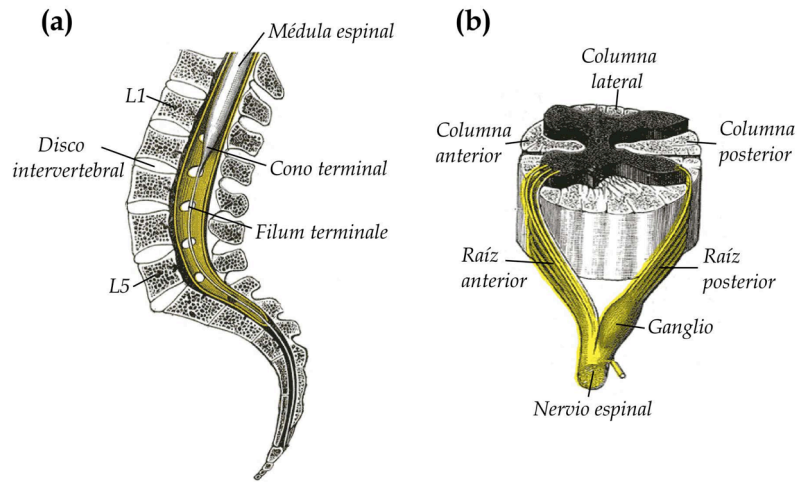 (a)
Médula espinal
L1
Disco
intervertebral
Cono terminal
Filum terminale
L5
(b)
Columna
lateral
Columna
anterior
Columna
posterior
Raíz
anterior
Raíz
posterior
Ganglio
Nervio espinal